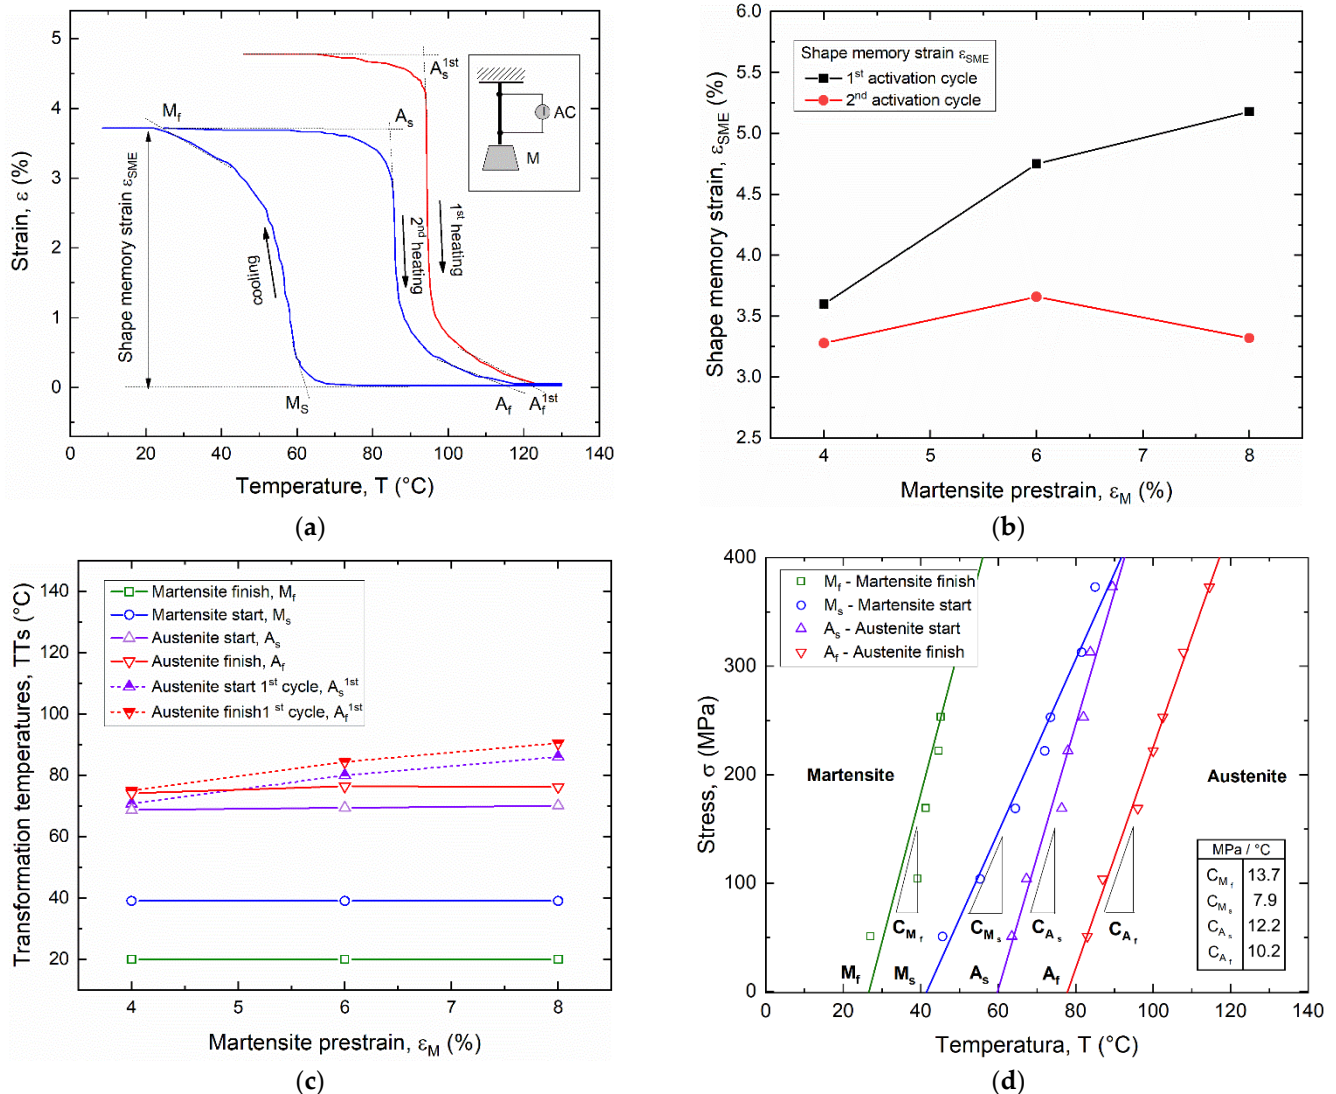 5
4
3
2
1
0
Strain, ε (%)
0 20 40 60 80 100 120 140
Temperature, T (°C)
Shape memory strain εSME
Mf
As
As1st
MS
Af
Af1st
cooling
2nd heating
1st heating
AC
I
M
(a)
6.0
5.5
5.0
4.5
4.0
3.5
3.0
2.5
Shape memory strain, εSME (%)
Shape memory strain εSME
1st activation cycle
2nd activation cycle
4 5 6 7 8
Martensite prestrain, εM (%)
(b)
140
120
100
80
60
40
20
Transformation temperatures, TTs (°C)
Martensite finish, Mf
Martensite start, Ms
Austenite start, As
Austenite finish, Af
Austenite start 1st cycle, As1st
Austenite finish1 st cycle, Af1st
4 5 6 7 8
Martensite prestrain, εM (%)
(c)
400
300
200
100
0
Stress, σ (MPa)
Mf - Martensite finish
Ms - Martensite start
As - Austenite start
Af - Austenite finish
Martensite
Austenite
CMf
CMs
CAs
CAf
Mf
Ms
As
Af
MPa / °C
CMf 13.7
CMs 7.9
CAs 12.2
CAf 10.2
0 20 40 60 80 100 120 140
Temperatura, T (°C)
(d)